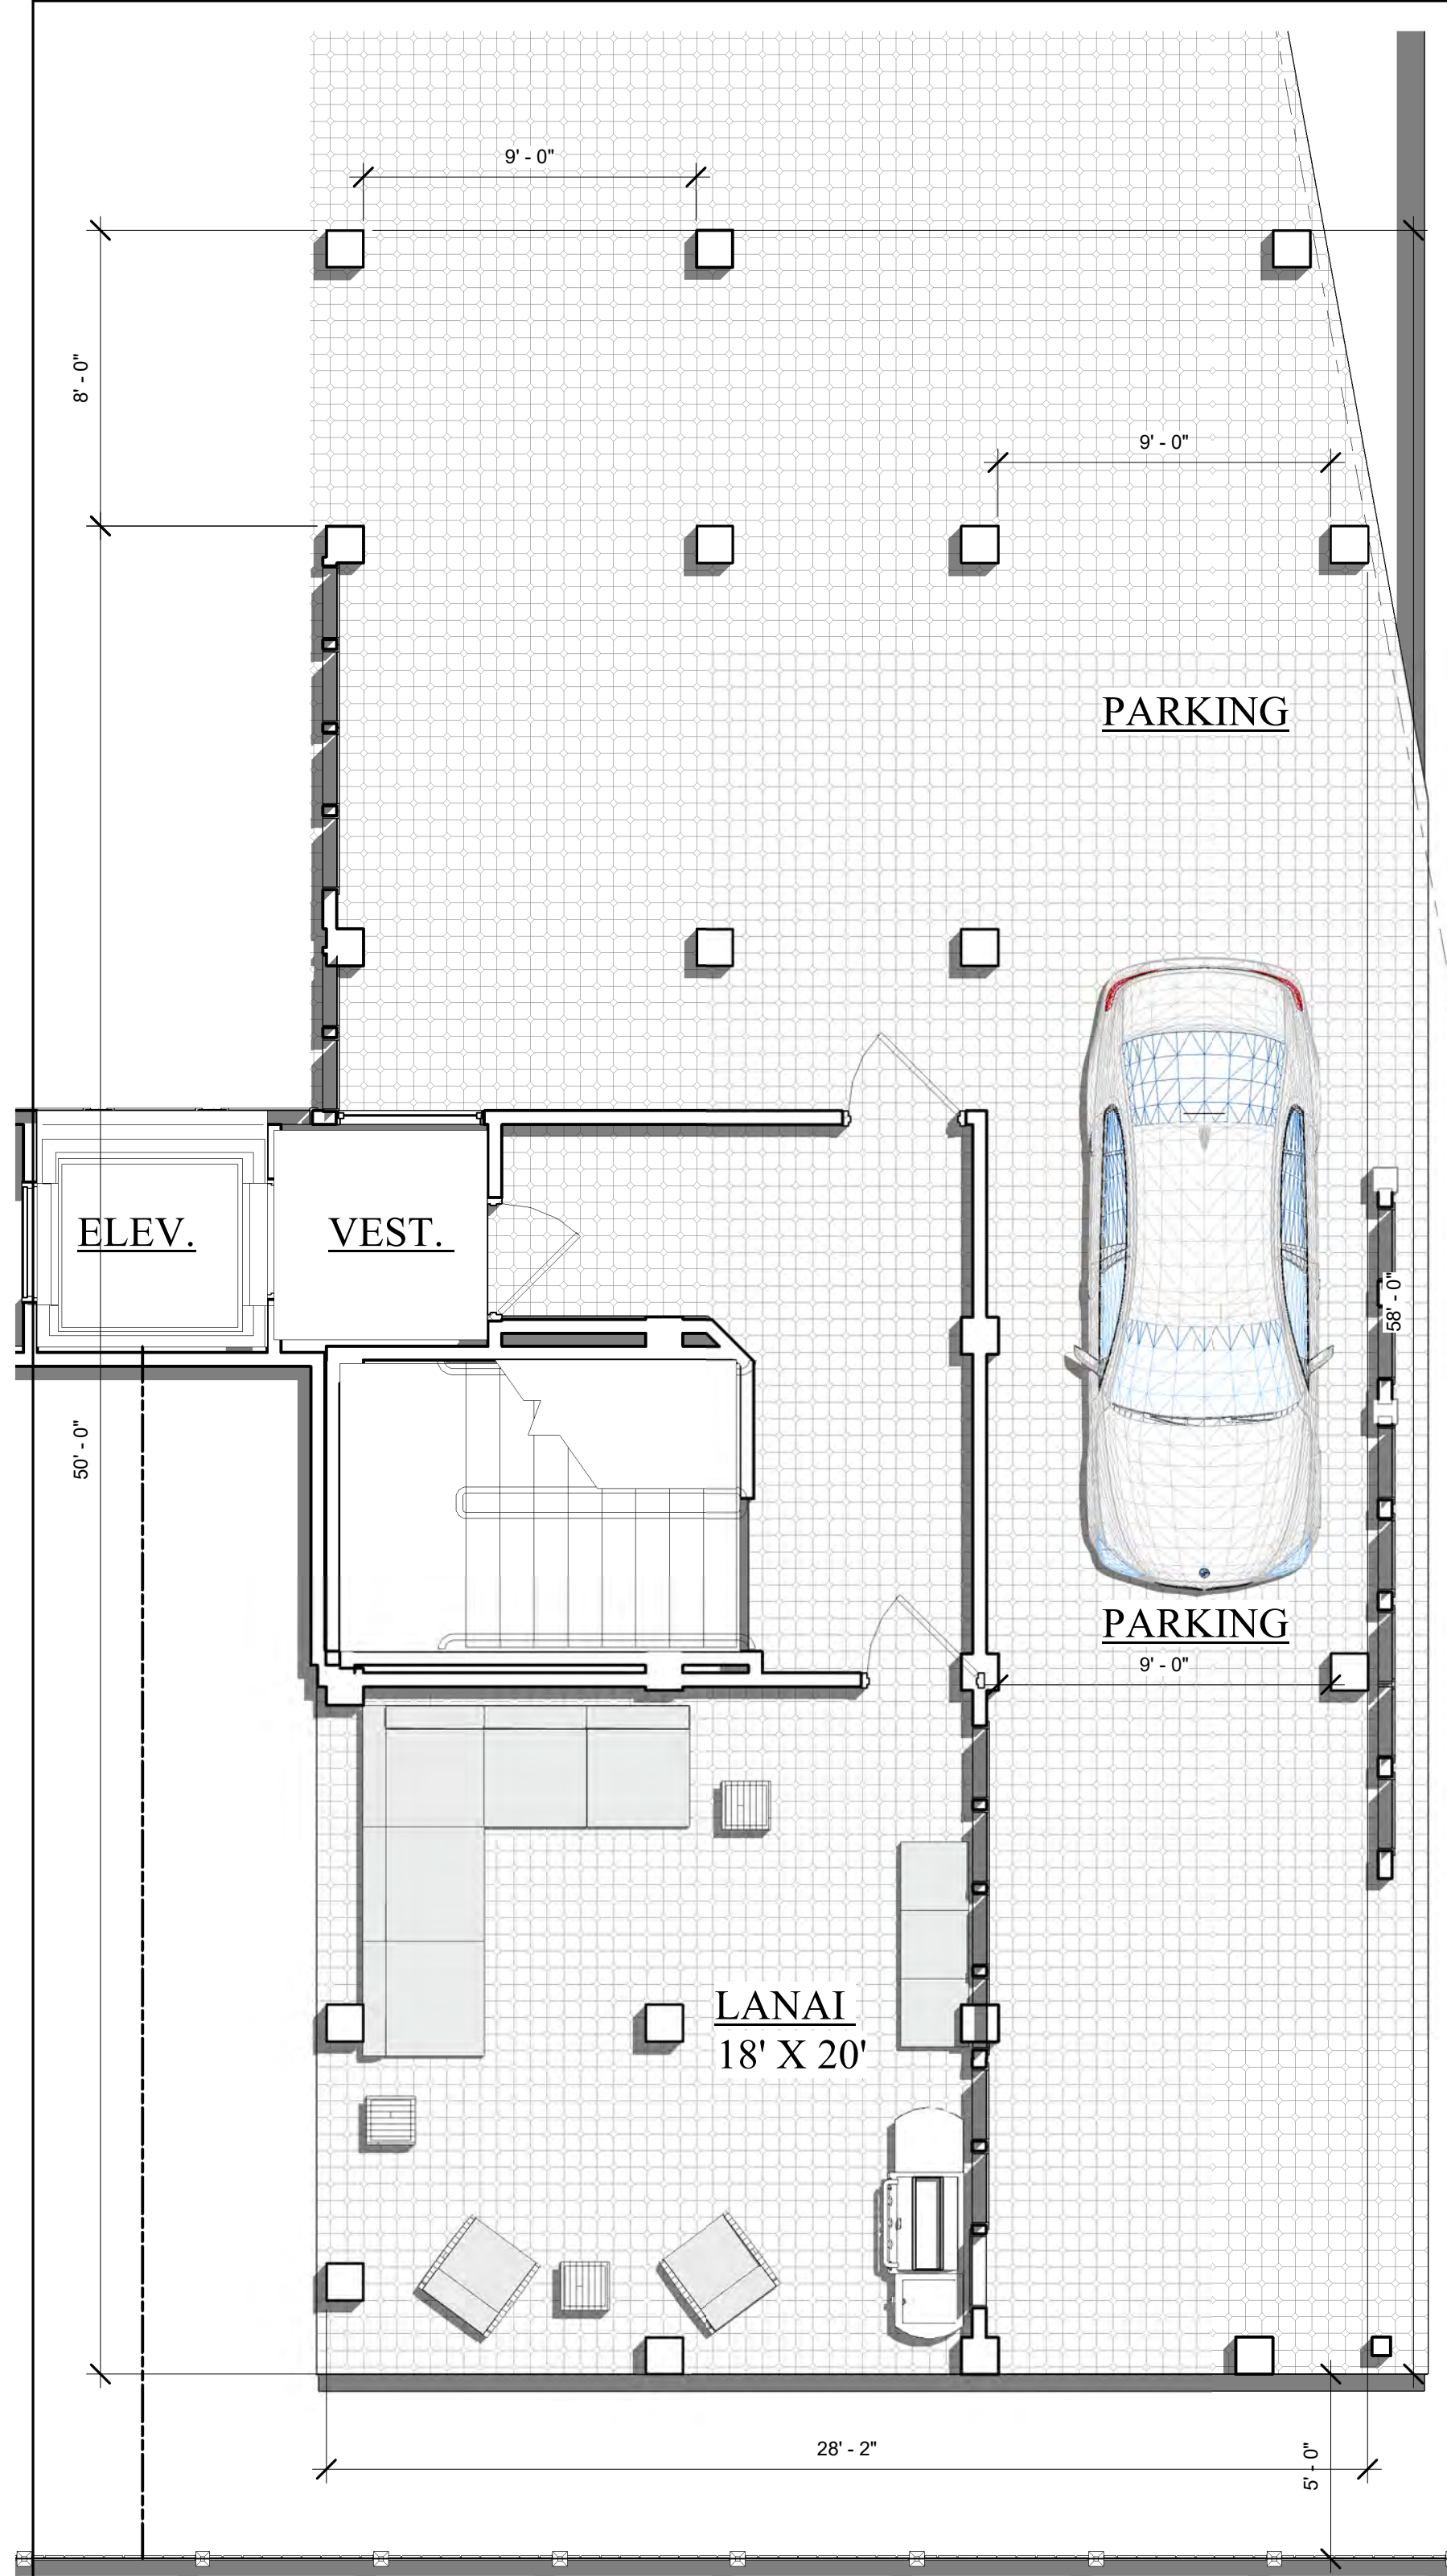 9' - 0"
8' - 0"
9' - 0"
PARKING
ELEV.
VEST.
58' - 0"
50' - 0"
PARKING
9' - 0"
LANAI
18' X 20'
28' - 2"
5' - 0"